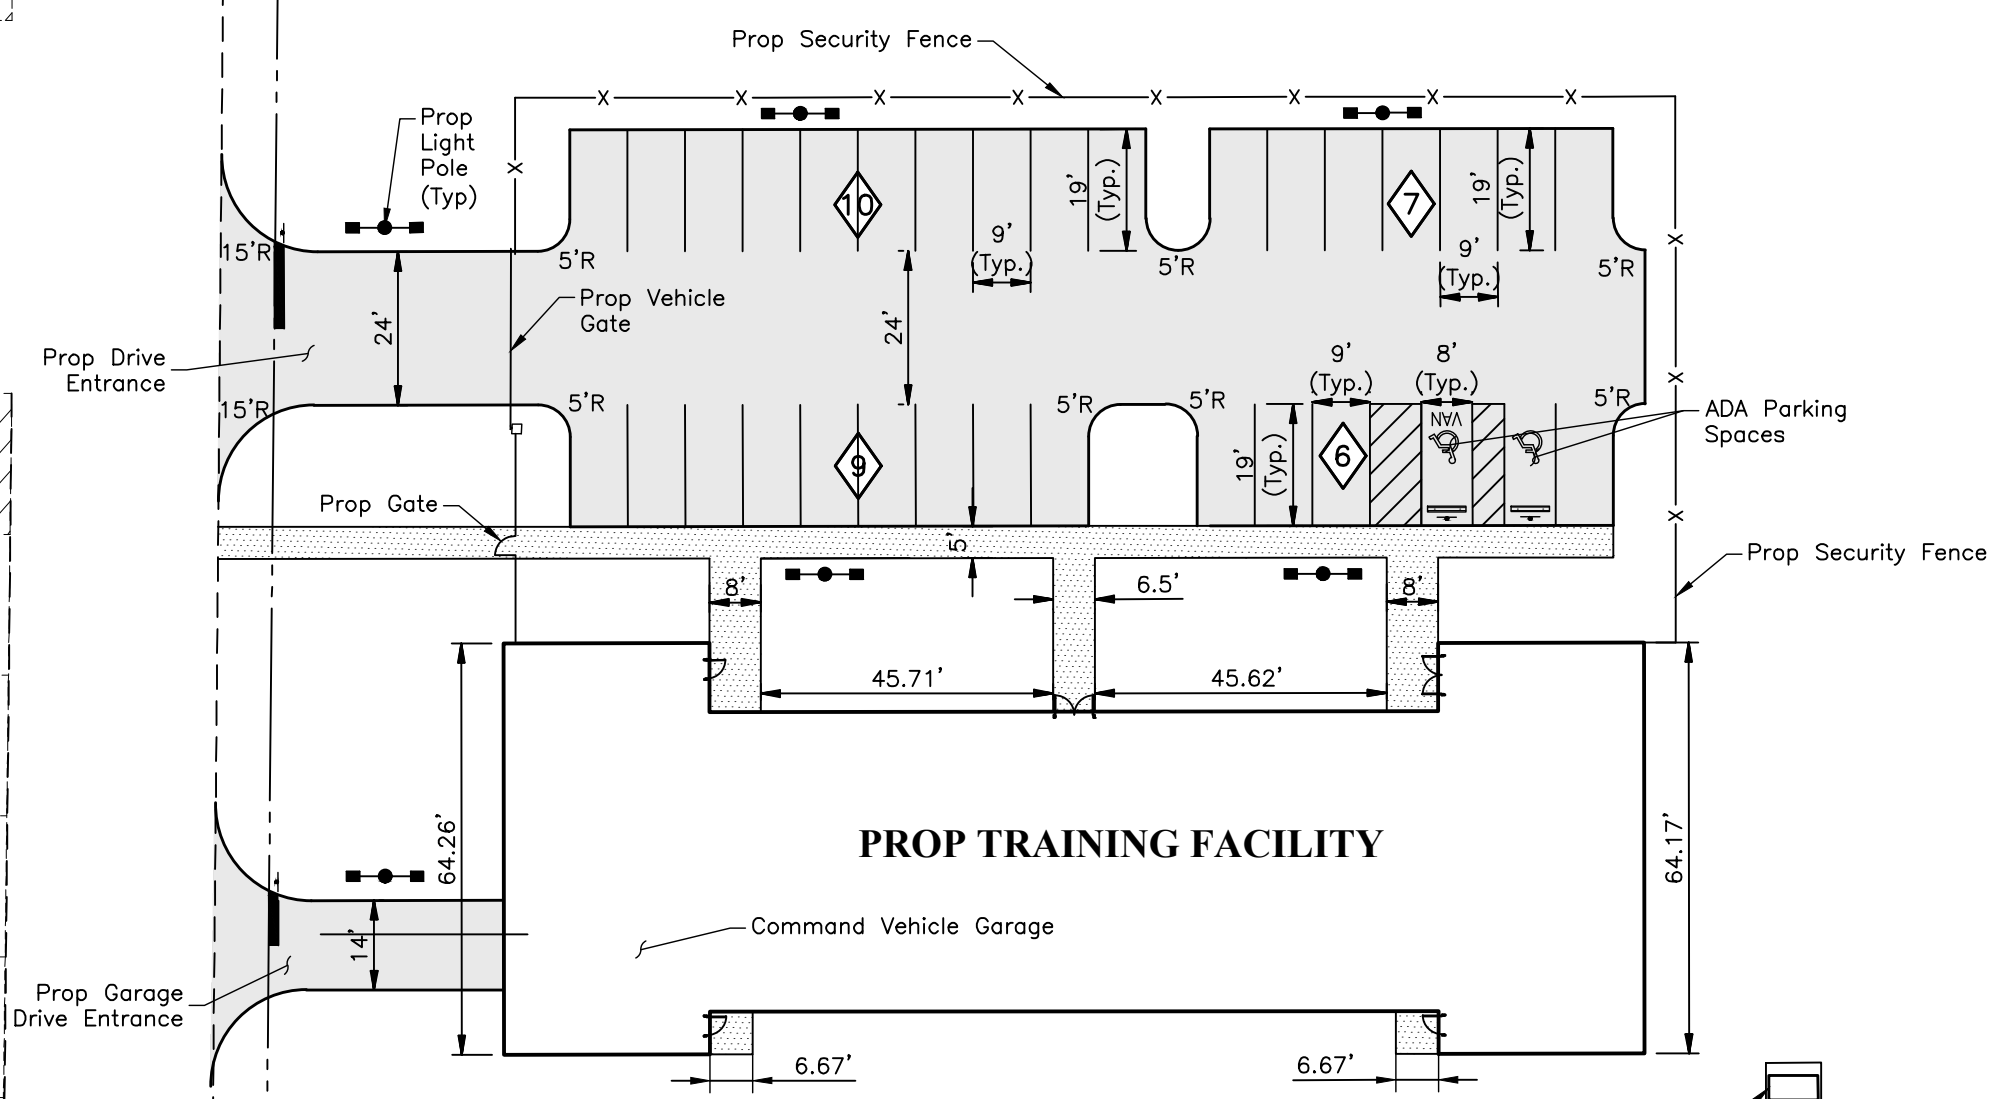 Prop Security Fence
Prop
Light
Pole
(Typ)
X X X X X X X X
X
10
7
19'
(Typ.)
19'
(Typ.)
15'R
5'R
9'
(Typ.)
5'R
9'
(Typ.)
5'R
X
Prop Vehicle
Gate
24'
24'
Prop Drive
Entrance
9'
(Typ.)
8'
(Typ.)
X
15'R
5'R
5'R
5'R
5'R
ADA Parking
Spaces
VAN
9
6
19'
(Typ.)
Prop Gate
X
5'
Prop Security Fence
8'
6.5'
8'
45.71'
45.62'
64.26'
PROP TRAINING FACILITY
64.17'
Command Vehicle Garage
14'
Prop Garage
Drive Entrance
6.67'
6.67'